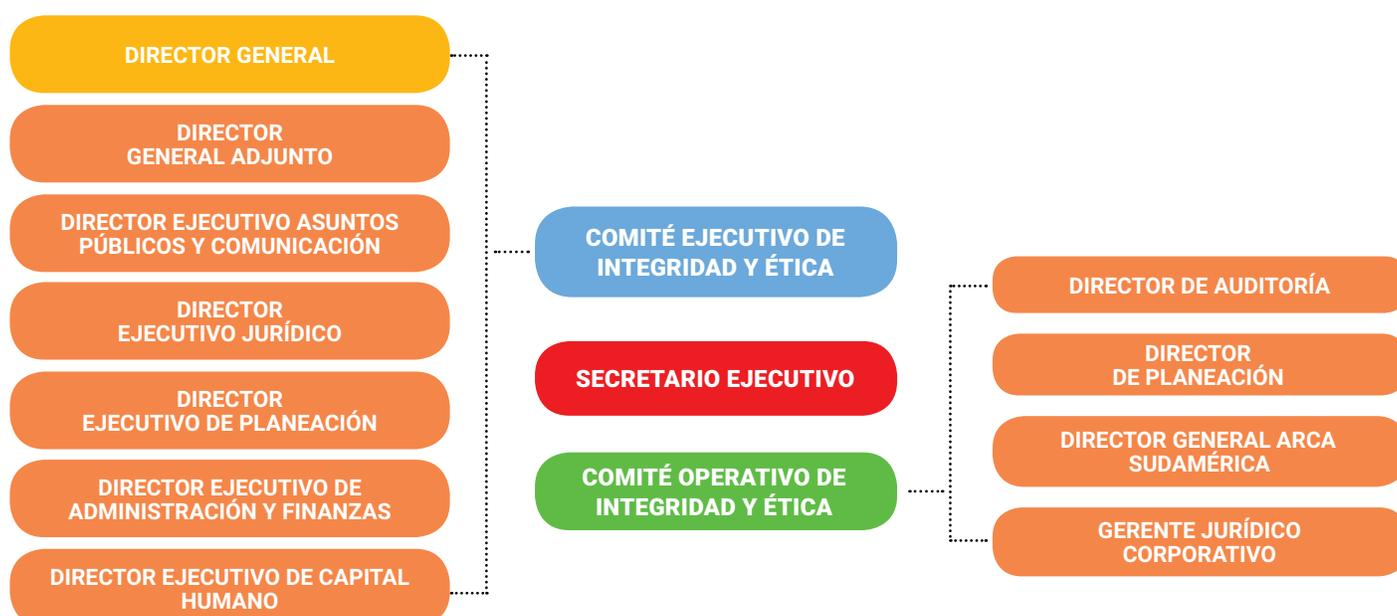 DIRECTOR GENERAL
DIRECTOR
GENERAL ADJUNTO
DIRECTOR EJECUTIVO ASUNTOS
PÚBLICOS Y COMUNICACIÓN
DIRECTOR
EJECUTIVO JURÍDICO
DIRECTOR
EJECUTIVO DE PLANEACIÓN
DIRECTOR EJECUTIVO DE
ADMINISTRACIÓN Y FINANZAS
DIRECTOR EJECUTIVO DE CAPITAL
HUMANO
COMITÉ EJECUTIVO DE
INTEGRIDAD Y ÉTICA
SECRETARIO EJECUTIVO
COMITÉ OPERATIVO DE
INTEGRIDAD Y ÉTICA
DIRECTOR DE AUDITORÍA
DIRECTOR
DE PLANEACIÓN
DIRECTOR GENERAL ARCA
SUDAMÉRICA
GERENTE JURÍDICO
CORPORATIVO